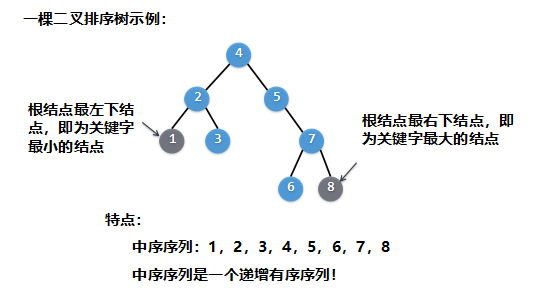 一棵二叉排序树示例：
4
2
5
根结点最左下结
点，即为关键字
最小的结点
1
3
7
根结点最右下结点，即
为关键字最大的结点
6
8
特点：
中序序列：1，2，3，4，5，6，7，8
中序序列是一个递增有序序列！